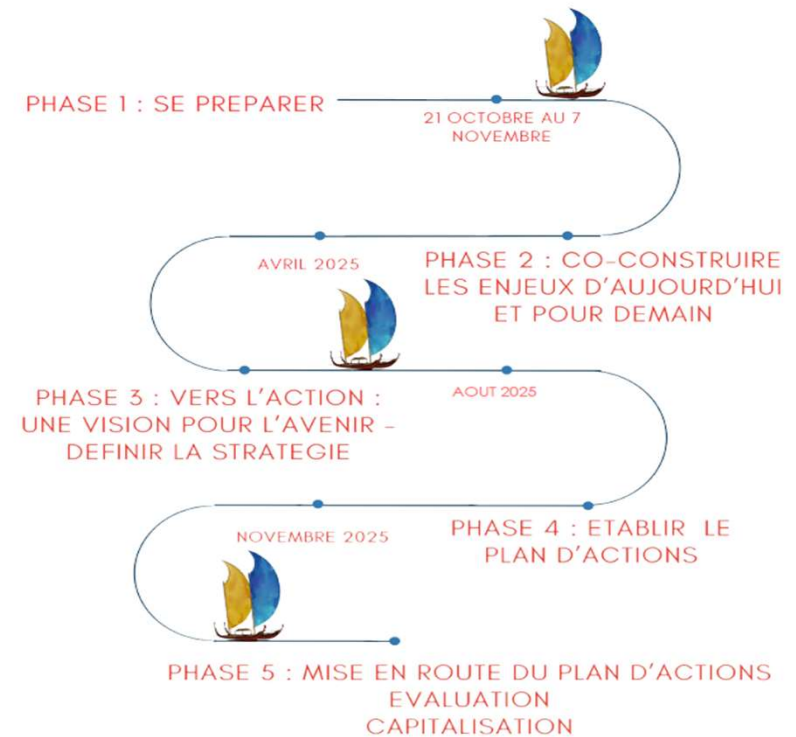 PHASE 1 : SE PREPARER
21 OCTOBRE AU 7
NOVEMBRE
PHASE 2 : CO-CONSTRUIRE
LES ENJEUX D'AUJOURD'HUI
ET POUR DEMAIN
AVRIL 2025
PHASE 3 : VERS L'ACTION :
UNE VISION POUR L'AVENIR -
DEFINIR LA STRATEGIE
AOUT 2025
PHASE 4 : ETABLIR LE
PLAN D'ACTIONS
NOVEMBRE 2025
PHASE 5 : MISE EN ROUTE DU PLAN D'ACTIONS
EVALUATION
CAPITALISATION